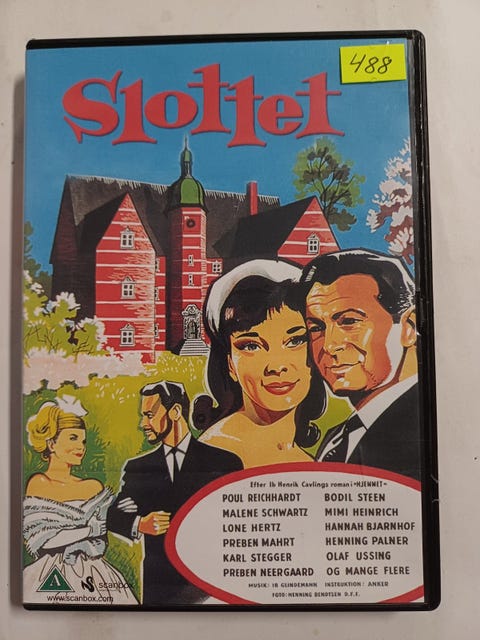 Slottet
488
Efter Ib Henrik Cavlings roman i »HJEMMET«
POUL REICHHARDT
MALENE SCHWARTZ
LONE HERTZ
PREBEN MAHRT
KARL STEGGER
PREBEN NEERGAARD
BODIL STEEN
MIMI HEINRICH
HANNAH BJARNHOF
HENNING PALNER
OLAF USSING
OG MANGE FLERE
MUSIK: IB GLINDEMANN INSTRUKTION: ANKER
FOTO: HENNING BENDTSEN D.F.F.
A
scanbox
www.scanbox.com